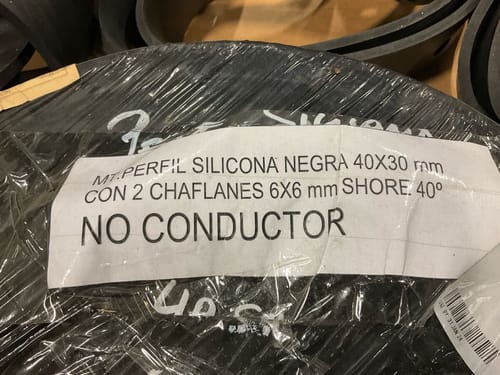 MT.PERFIL SILICONA NEGRA 40X30 mm
CON 2 CHAFLANES 6X6 mm SHORE 40º
NO CONDUCTOR